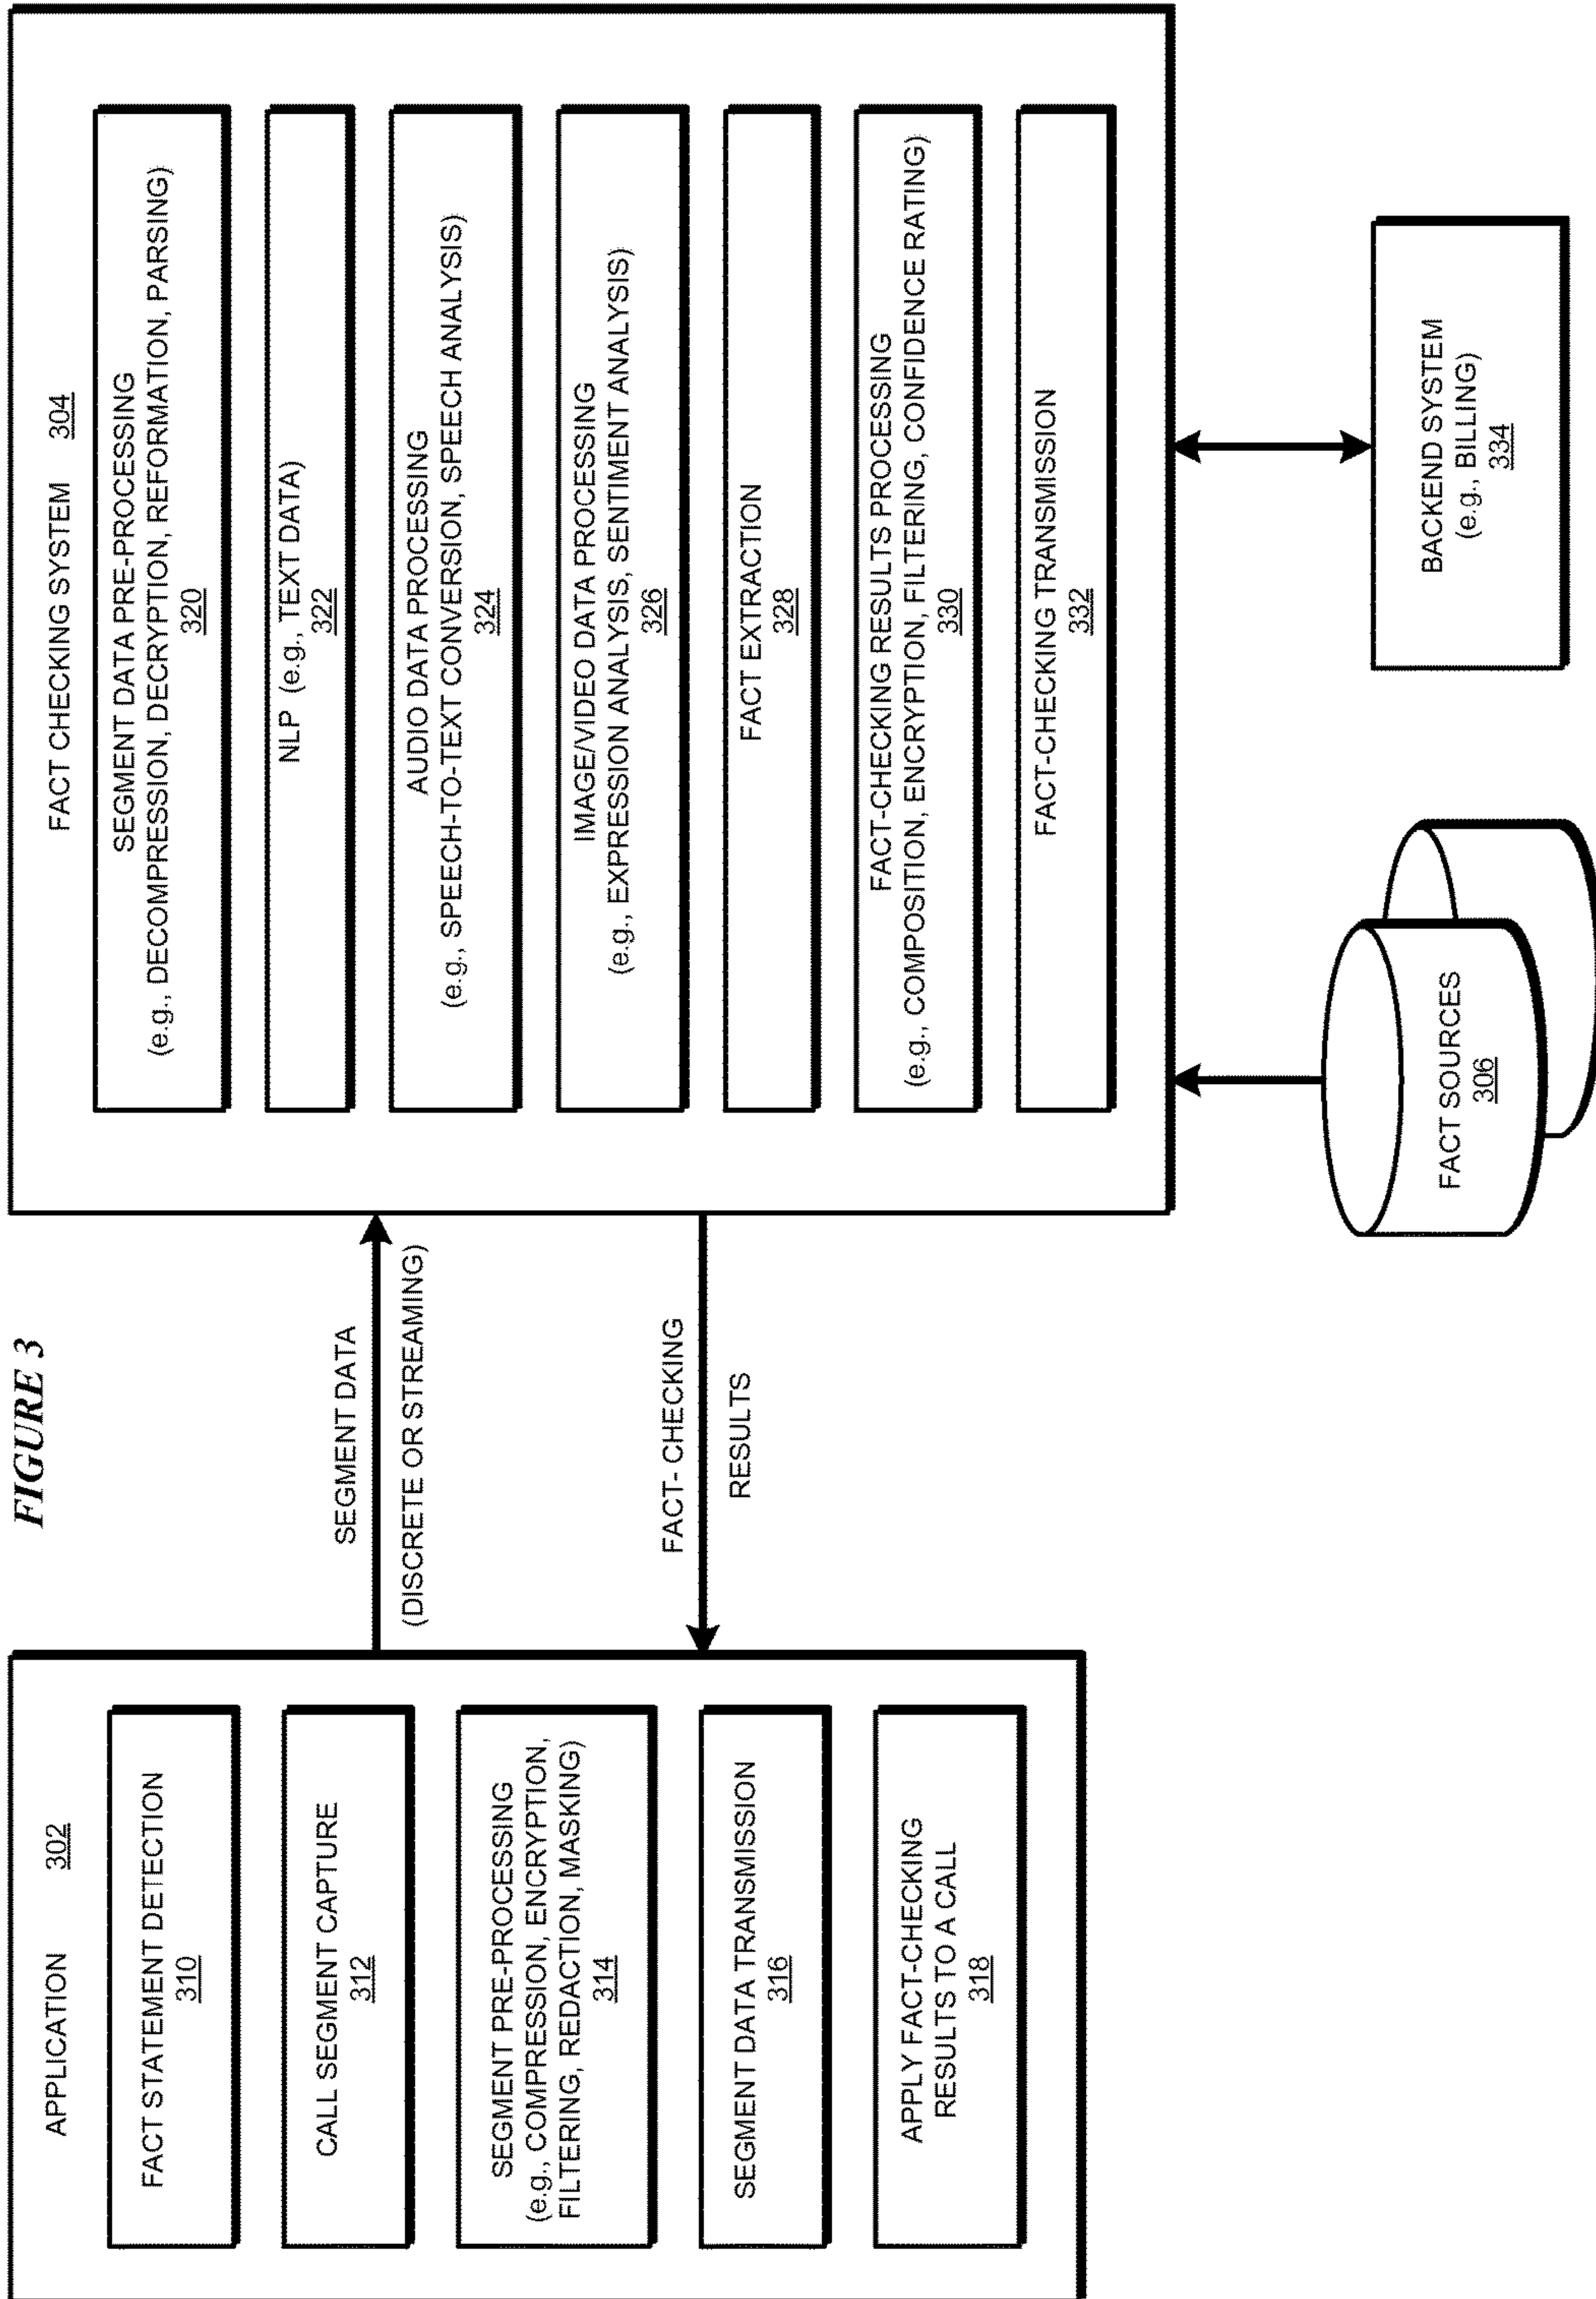 FIGURE 3
APPLICATION 302
FACT STATEMENT DETECTION
310
CALL SEGMENT CAPTURE
312
SEGMENT PRE-PROCESSING
(e.g., COMPRESSION, ENCRYPTION,
FILTERING, REDACTION, MASKING)
314
SEGMENT DATA TRANSMISSION
316
APPLY FACT-CHECKING
RESULTS TO A CALL
318
SEGMENT DATA
(DISCRETE OR STREAMING)
FACT- CHECKING
RESULTS
FACT CHECKING SYSTEM 304
SEGMENT DATA PRE-PROCESSING
(e.g., DECOMPRESSION, DECRYPTION, REFORMATION, PARSING)
320
NLP (e.g., TEXT DATA)
322
AUDIO DATA PROCESSING
(e.g., SPEECH-TO-TEXT CONVERSION, SPEECH ANALYSIS)
324
IMAGE/VIDEO DATA PROCESSING
(e.g., EXPRESSION ANALYSIS, SENTIMENT ANALYSIS)
326
FACT EXTRACTION
328
FACT-CHECKING RESULTS PROCESSING
(e.g., COMPOSITION, ENCRYPTION, FILTERING, CONFIDENCE RATING)
330
FACT-CHECKING TRANSMISSION
332
FACT SOURCES
306
BACKEND SYSTEM
(e.g., BILLING)
334